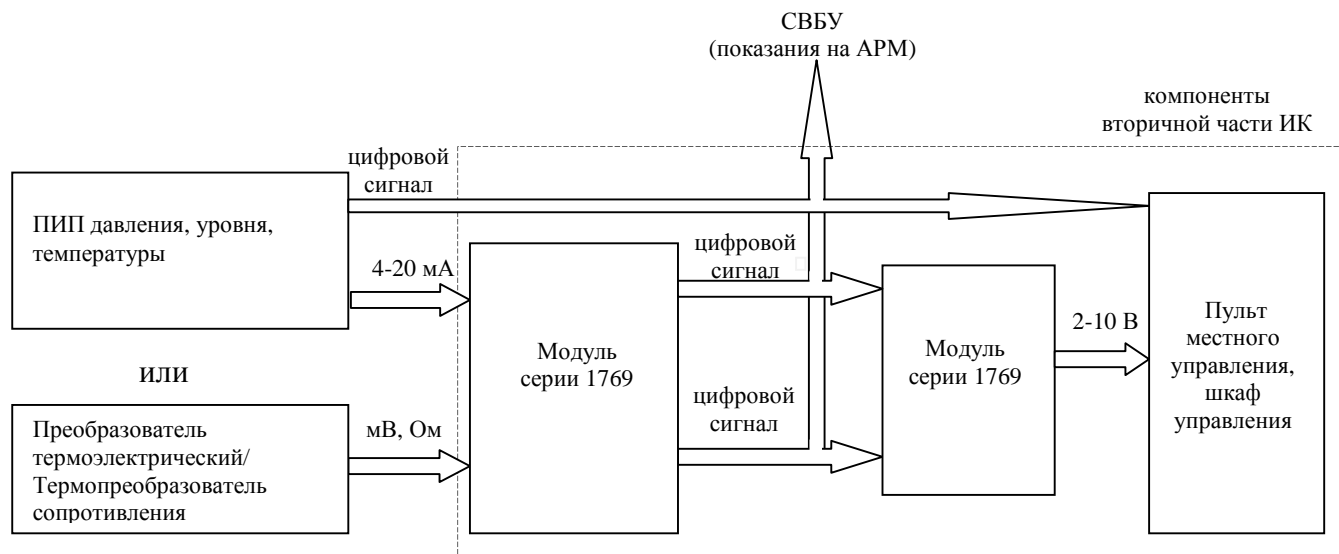 СВБУ
(показания на АРМ)
компоненты
вторичной части ИК
цифровой
сигнал
ПИП давления, уровня,
температуры
4-20 мА
цифровой
сигнал
2-10 В
Модуль
серии 1769
Модуль
серии 1769
Пульт
местного
управления,
шкаф
управления
или
цифровой
сигнал
Преобразователь
термоэлектрический/
Термопреобразователь
сопротивления
мВ, Ом